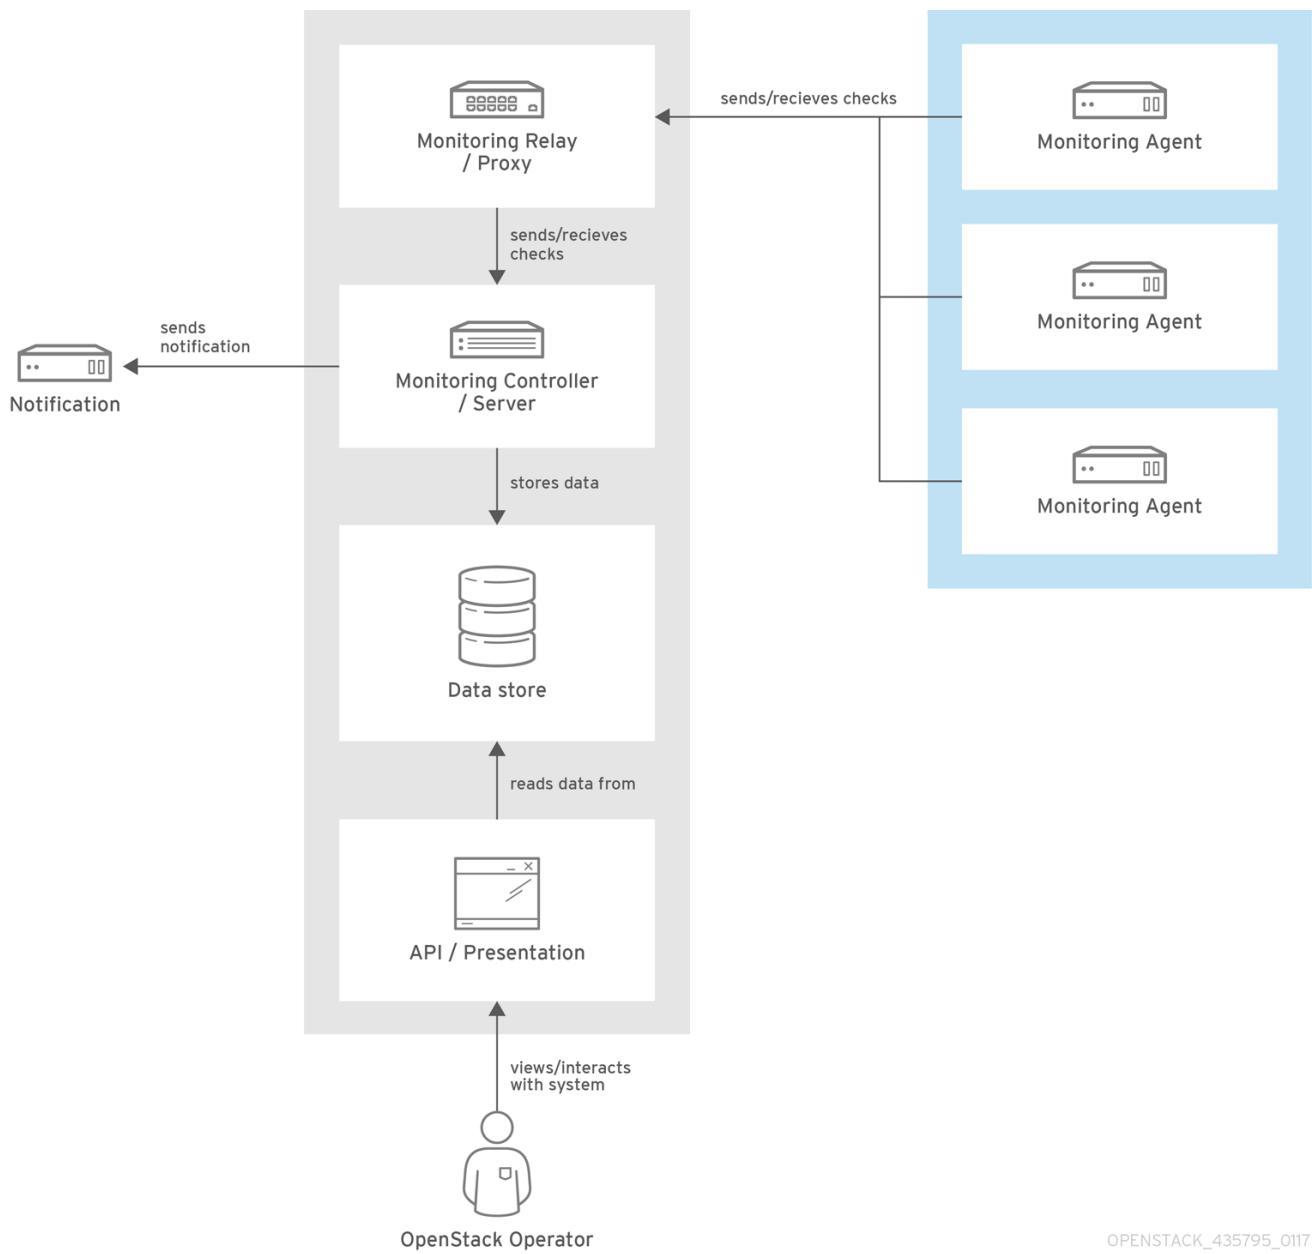 Monitoring Relay
/ Proxy
sends/recieves checks
Monitoring Agent
sends/recieves
checks
Monitoring Agent
sends
notification
Notification
Monitoring Controller
/ Server
Monitoring Agent
stores data
Data store
reads data from
API / Presentation
views/interacts
with system
OpenStack Operator
OPENSTACK_435795_0117